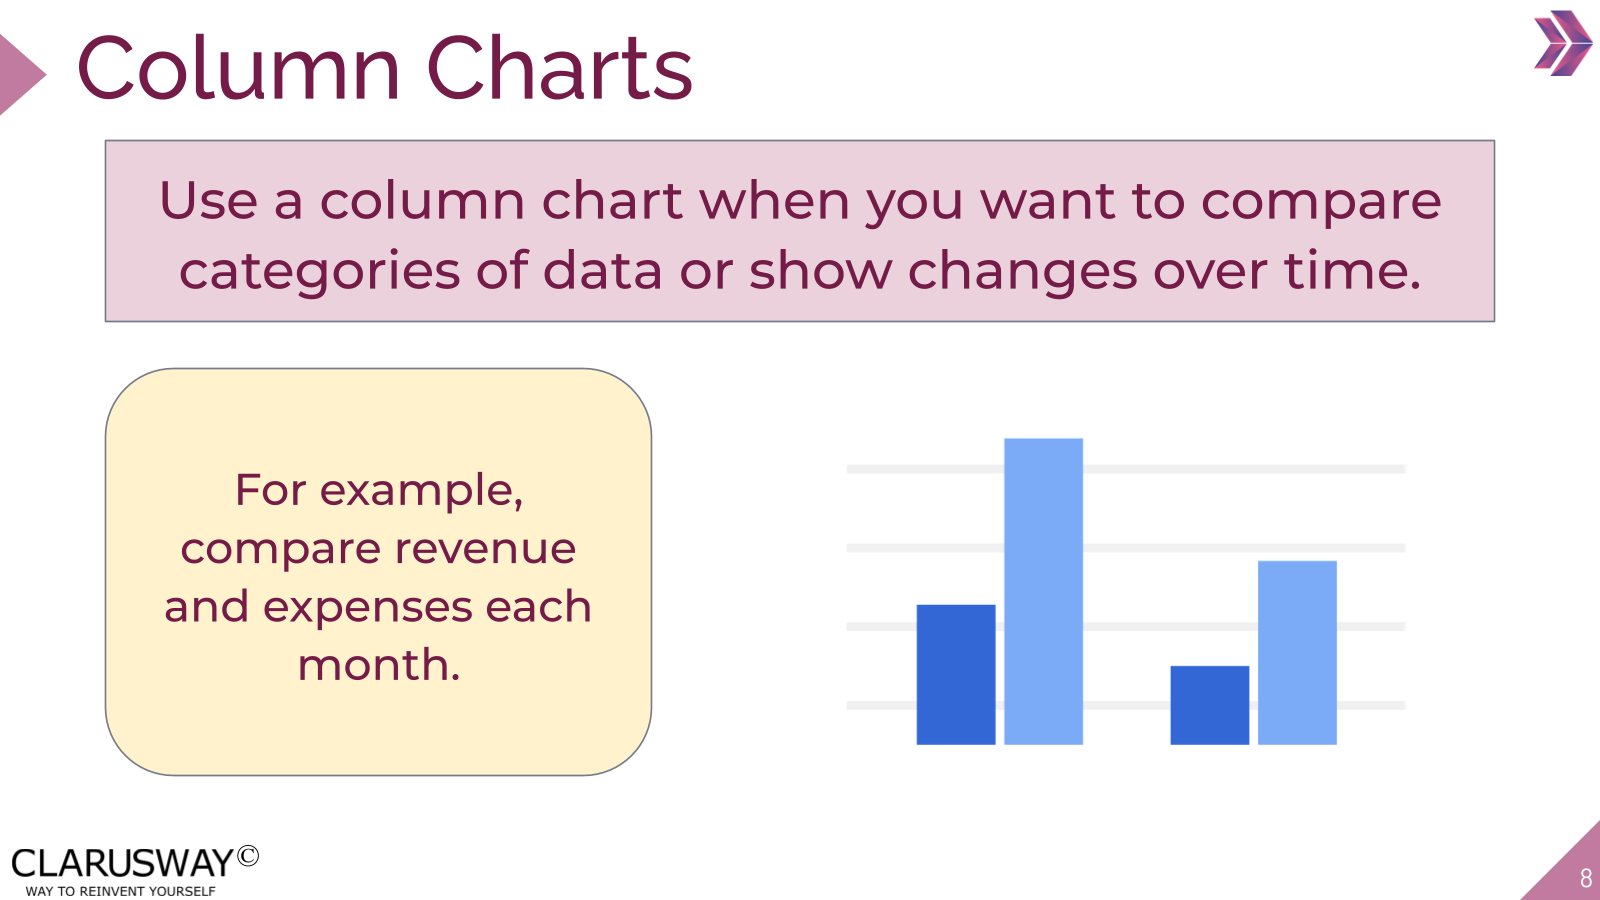 Column Charts
Use a column chart when you want to compare
categories of data or show changes over time.
For example,
compare revenue
and expenses each
month.
CLARUSWAY©
WAY TO REINVENT YOURSELF
8